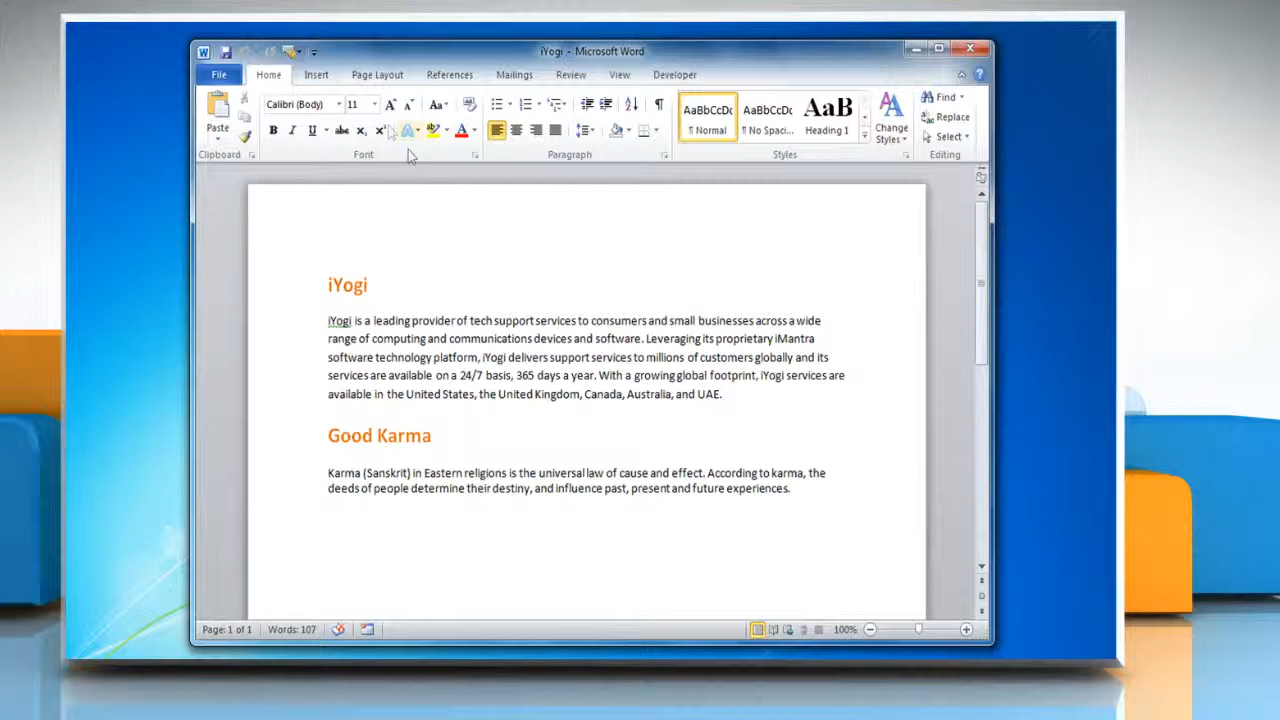 iYogi - Microsoft Word
File Home Insert Page Layout References Mailings Review View Developer
Calibri (Body) 11 Aa AaBbCcDc AaBbCcDc AaB Find
Paste B I U abc x₂ x² A ab A ¶ Normal ¶ No Spaci... Heading 1 Change Styles Replace
Select
Clipboard Font Paragraph Styles Editing
iYogi
iYogi is a leading provider of tech support services to consumers and small businesses across a wide
range of computing and communications devices and software. Leveraging its proprietary iMantra
software technology platform, iYogi delivers support services to millions of customers globally and its
services are available on a 24/7 basis, 365 days a year. With a growing global footprint, iYogi services are
available in the United States, the United Kingdom, Canada, Australia, and UAE.
Good Karma
Karma (Sanskrit) in Eastern religions is the universal law of cause and effect. According to karma, the
deeds of people determine their destiny, and influence past, present and future experiences.
Page: 1 of 1 Words: 107 100%